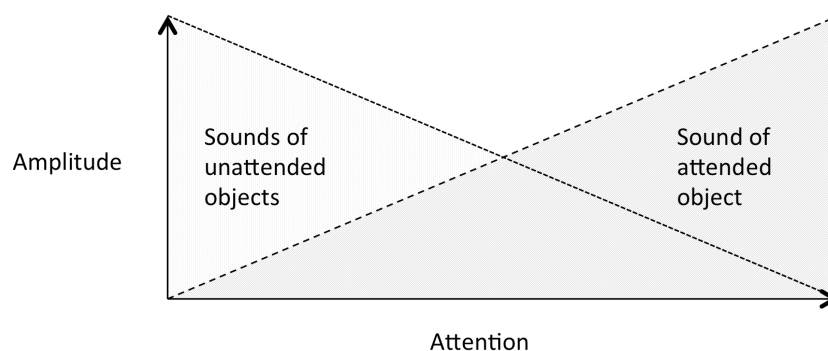 Amplitude
Sounds of
unattended
objects
Sound of
attended
object
Attention